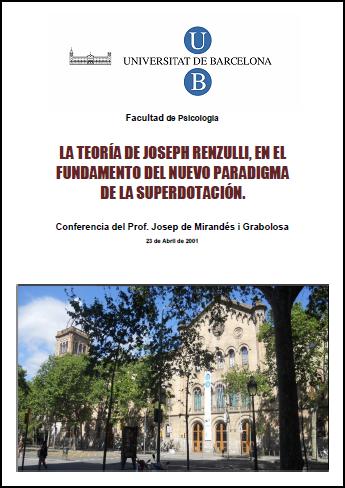 U
UNIVERSITAT DE BARCELONA
B
Facultad de Psicología
LA TEORÍA DE JOSEPH RENZULLI, EN EL
FUNDAMENTO DEL NUEVO PARADIGMA
DE LA SUPERDOTACIÓN.
Conferencia del Prof. Josep de Mirandés i Grabolosa
23 de Abril de 2001